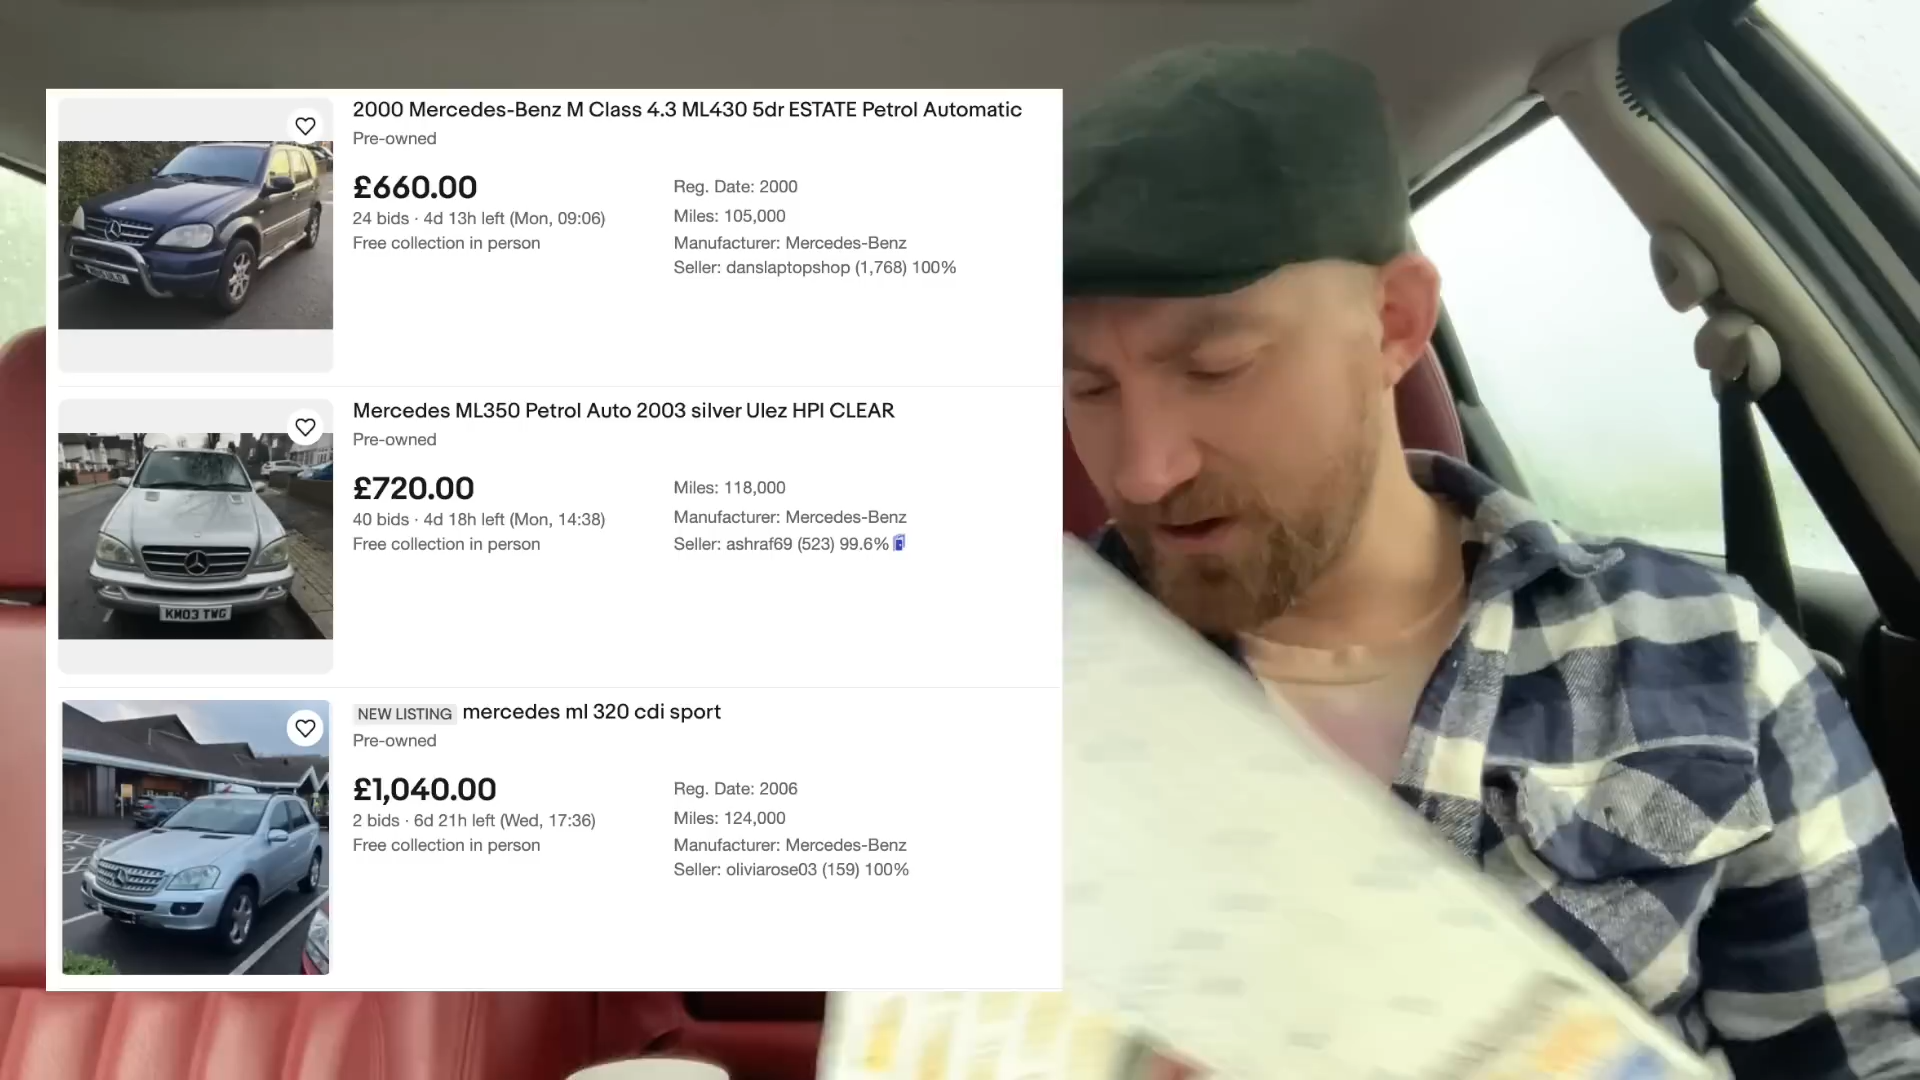 2000 Mercedes-Benz M Class 4.3 ML430 5dr ESTATE Petrol Automatic
Pre-owned
£660.00
24 bids · 4d 13h left (Mon, 09:06)
Free collection in person
Reg. Date: 2000
Miles: 105,000
Manufacturer: Mercedes-Benz
Seller: danslaptopshop (1,768) 100%
Mercedes ML350 Petrol Auto 2003 silver Ulez HPI CLEAR
Pre-owned
£720.00
40 bids · 4d 18h left (Mon, 14:38)
Free collection in person
Miles: 118,000
Manufacturer: Mercedes-Benz
Seller: ashraf69 (523) 99.6%
KM03 TWG
NEW LISTING mercedes ml 320 cdi sport
Pre-owned
£1,040.00
2 bids · 6d 21h left (Wed, 17:36)
Free collection in person
Reg. Date: 2006
Miles: 124,000
Manufacturer: Mercedes-Benz
Seller: oliviarose03 (159) 100%